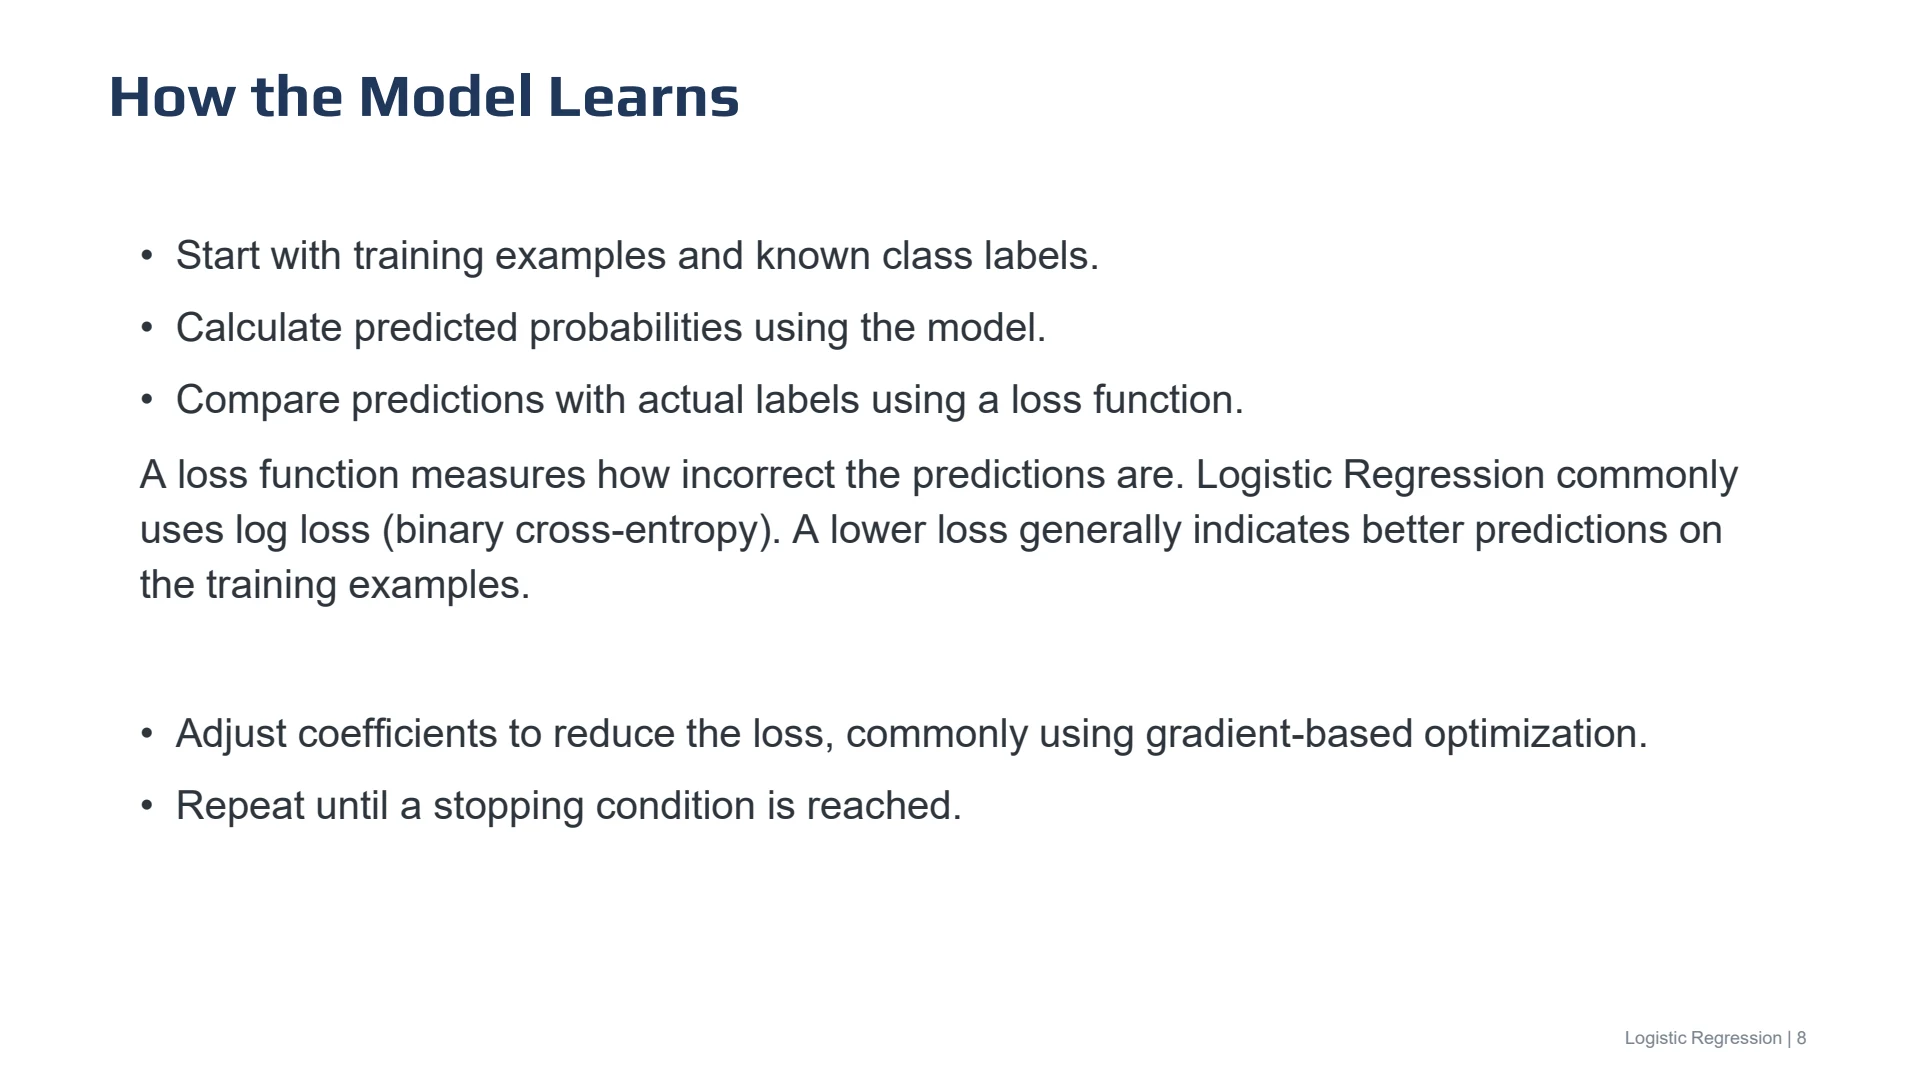 How the Model Learns
• Start with training examples and known class labels.
• Calculate predicted probabilities using the model.
• Compare predictions with actual labels using a loss function.
A loss function measures how incorrect the predictions are. Logistic Regression commonly
uses log loss (binary cross-entropy). A lower loss generally indicates better predictions on
the training examples.
• Adjust coefficients to reduce the loss, commonly using gradient-based optimization.
• Repeat until a stopping condition is reached.
Logistic Regression | 8